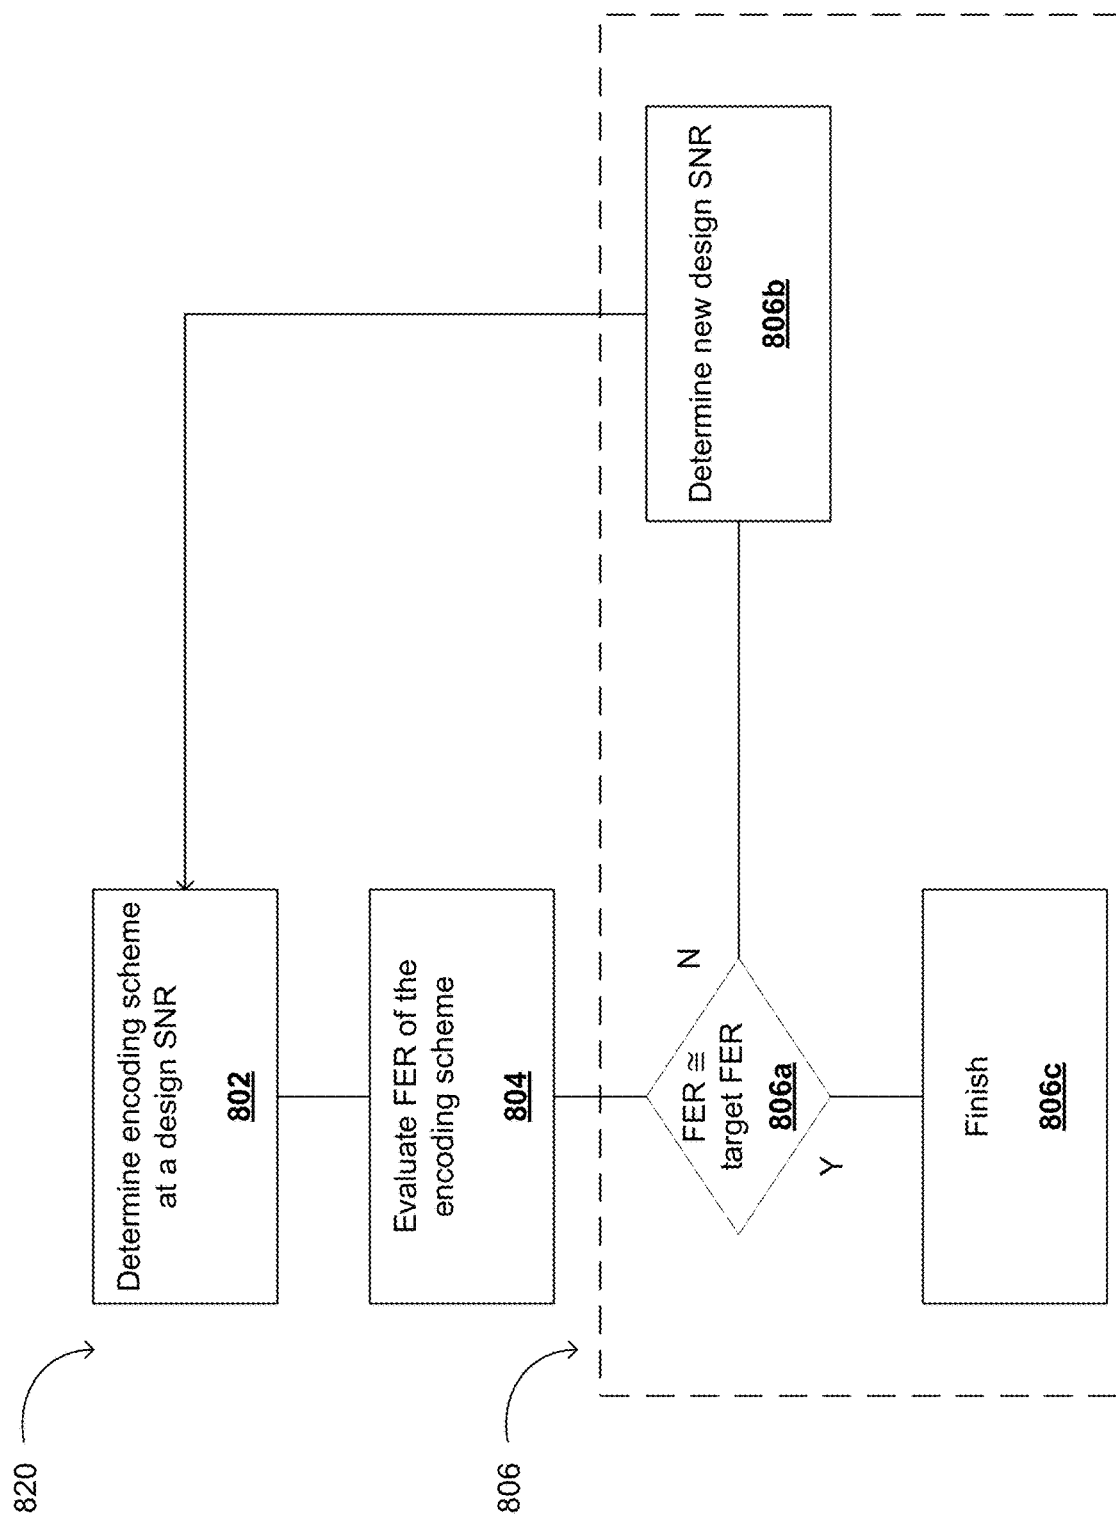 820
Determine encoding scheme
at a design SNR
802
Evaluate FER of the
encoding scheme
804
806
FER ≅
target FER
806a
N
Y
Determine new design SNR
806b
Finish
806c